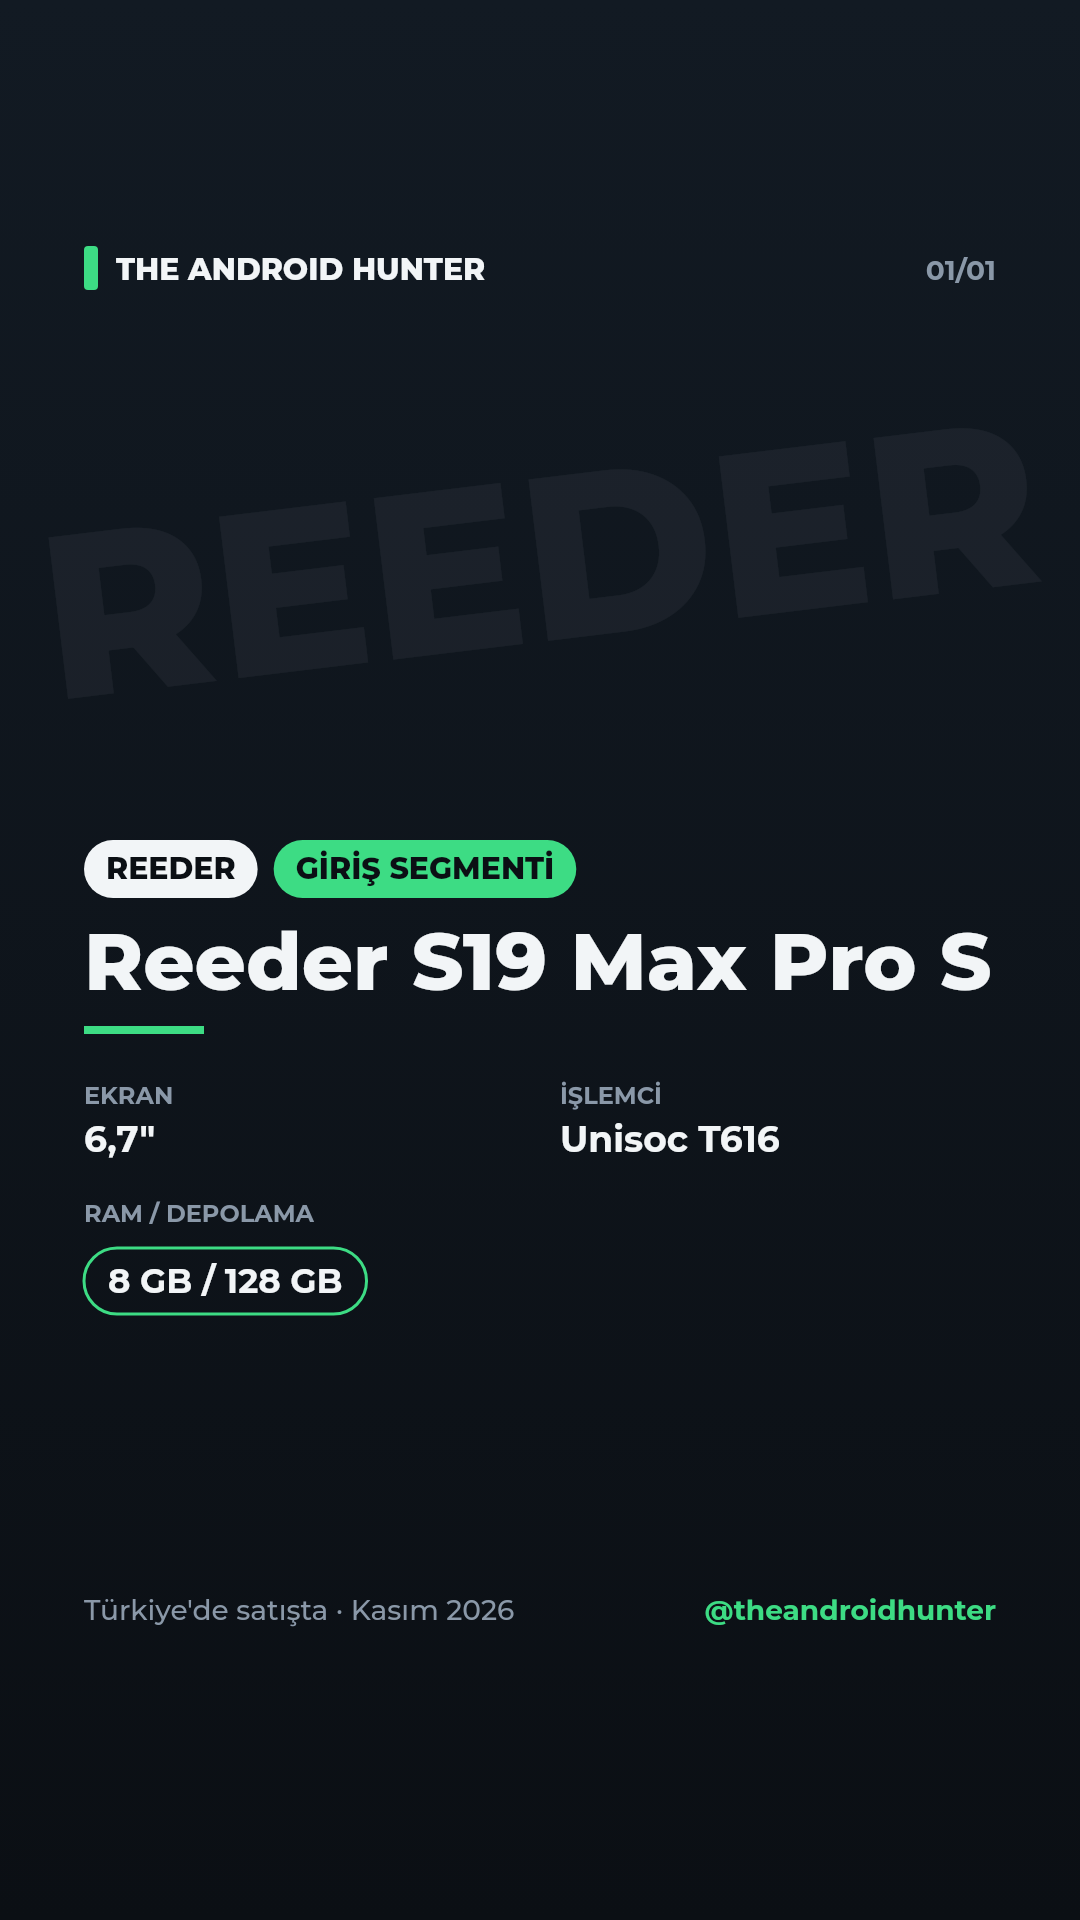 THE ANDROID HUNTER
01/01
REEDER
REEDER
GİRİŞ SEGMENTİ
Reeder S19 Max Pro S
EKRAN
6,7"
İŞLEMCİ
Unisoc T616
RAM / DEPOLAMA
8 GB / 128 GB
Türkiye'de satışta · Kasım 2026
@theandroidhunter